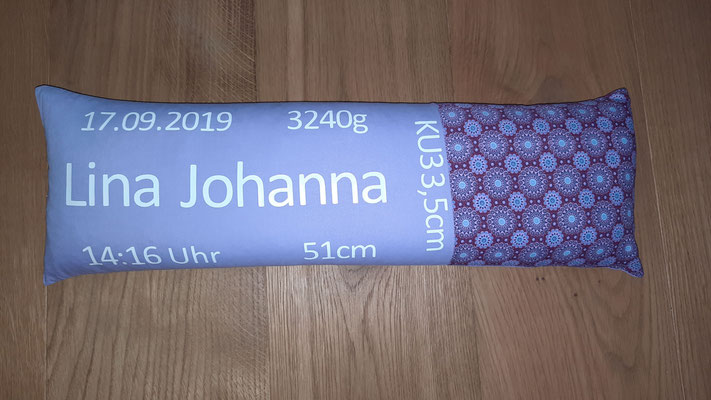 17.09.2019 3240g
Lina Johanna
14:16 Uhr 51cm
KU33,5cm